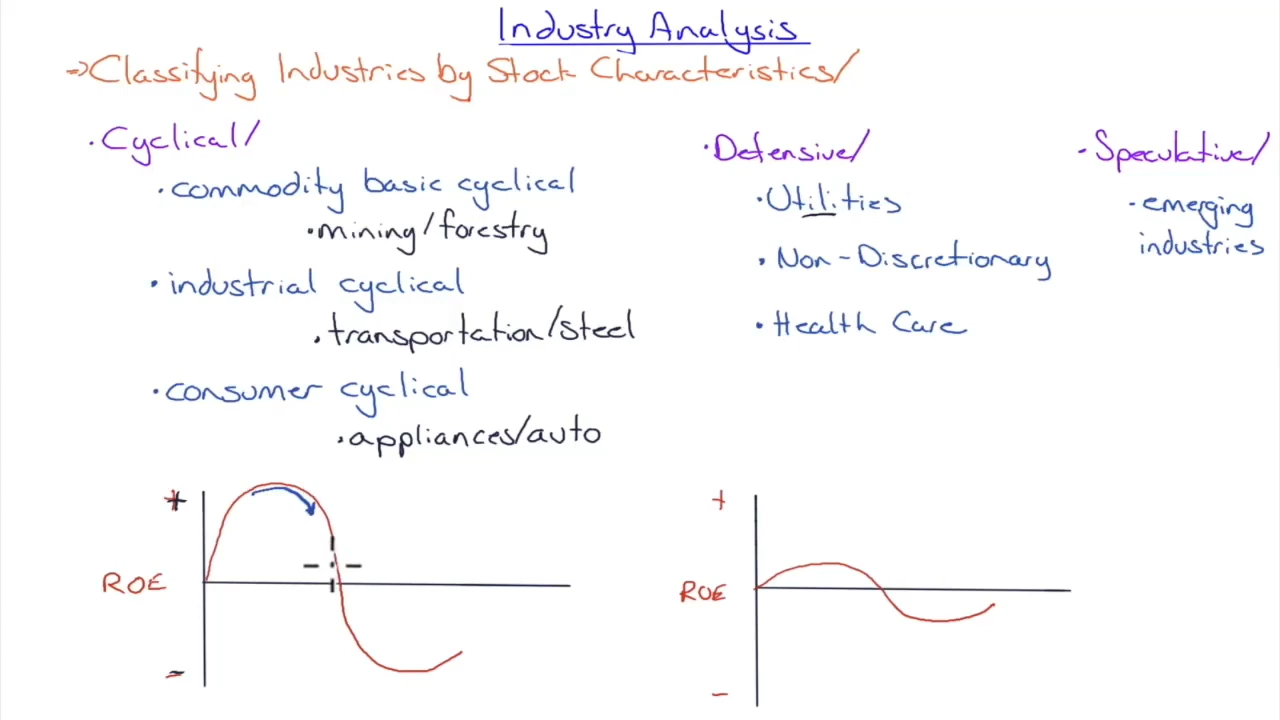 Industry Analysis
=> Classifying Industries by Stock Characteristics/
· Cyclical/
· commodity basic cyclical
· mining/forestry
· industrial cyclical
· transportation/steel
· consumer cyclical
· appliances/auto
· Defensive/
· Utilities
· Non-Discretionary
· Health Care
- Speculative/
· emerging
industries
+
ROE
-
+
ROE
-